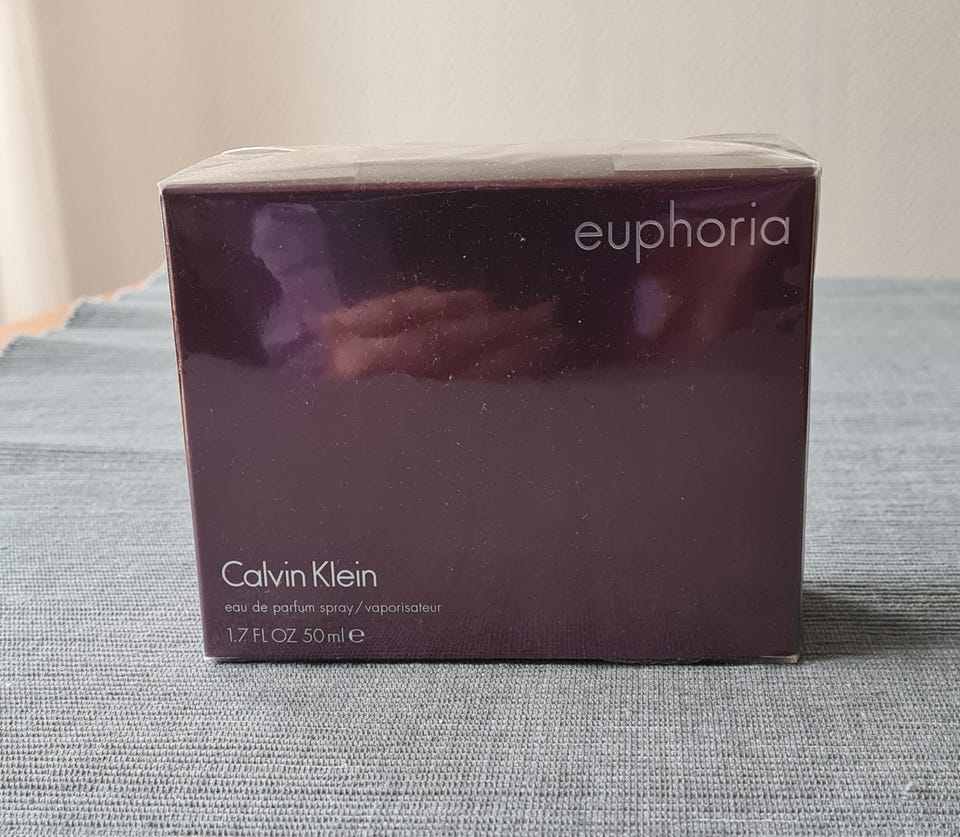 euphoria
Calvin Klein
eau de parfum spray/vaporisateur
1.7 FL OZ 50 ml ℮